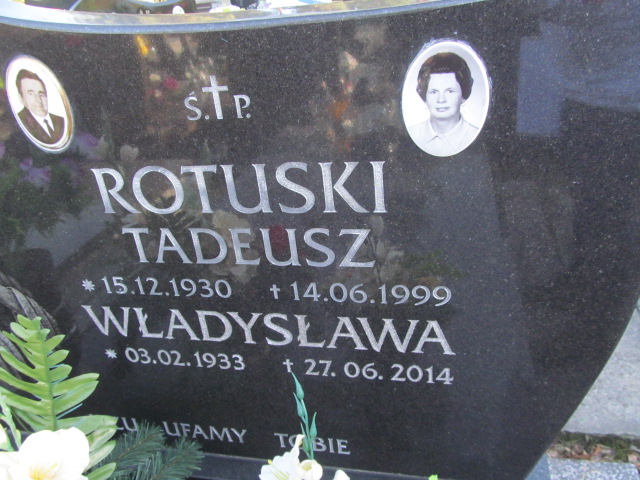 Ś.†P.
ROTUSKI
TADEUSZ
* 15.12.1930 † 14.06.1999
WŁADYSŁAWA
* 03.02.1933 † 27.06.2014
UFAMY TOBIE